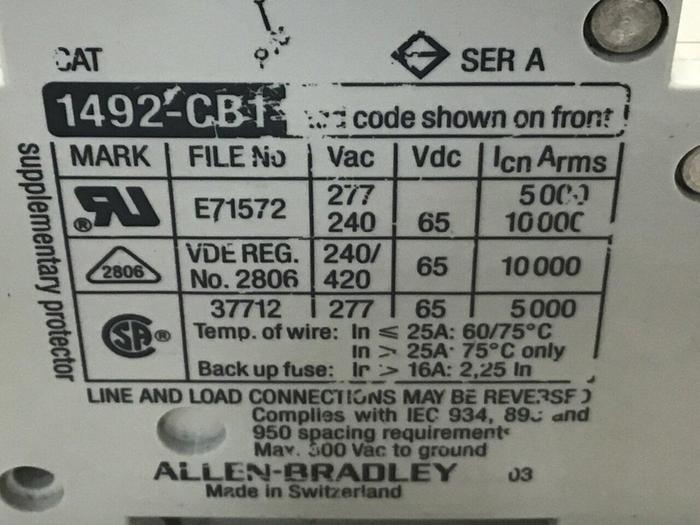 CAT SER A
1492-CB1 code shown on front
MARK FILE No Vac Vdc Icn Arms
277 5000
RU ® E71572 240 65 10000
2806 VDE REG. 240/
No. 2806 420 65 10000
37712 277 65 5000
SA ® Temp. of wire: In ≤ 25A: 60/75°C
In > 25A: 75°C only
Back up fuse: In > 16A: 2,25 In
supplementary protector
LINE AND LOAD CONNECTIONS MAY BE REVERSED
Complies with IEC 934, and
950 spacing requirements
Max. 300 Vac to ground
ALLEN-BRADLEY 03
Made in Switzerland